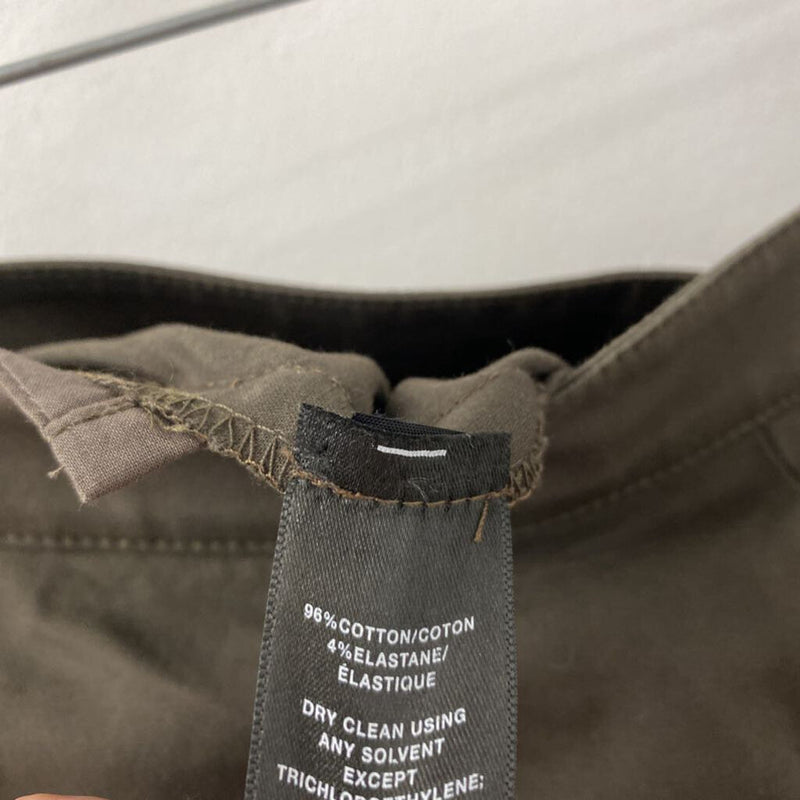 96%COTTON/COTON
4%ELASTANE/
ÉLASTIQUE
DRY CLEAN USING
ANY SOLVENT
EXCEPT
TRICHLOROETHYLENE;